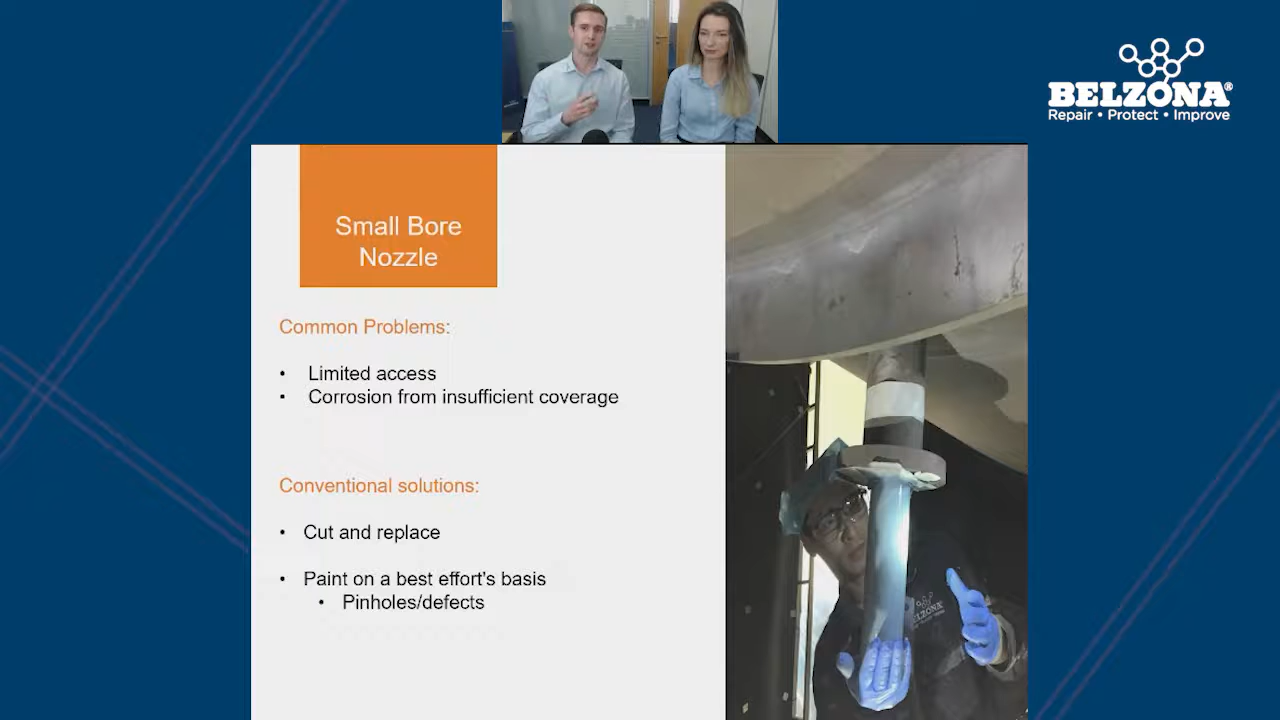 BELZONA®
Repair • Protect • Improve
Small Bore
Nozzle
Common Problems:
• Limited access
• Corrosion from insufficient coverage
Conventional solutions:
• Cut and replace
• Paint on a best effort's basis
• Pinholes/defects
BELZONA